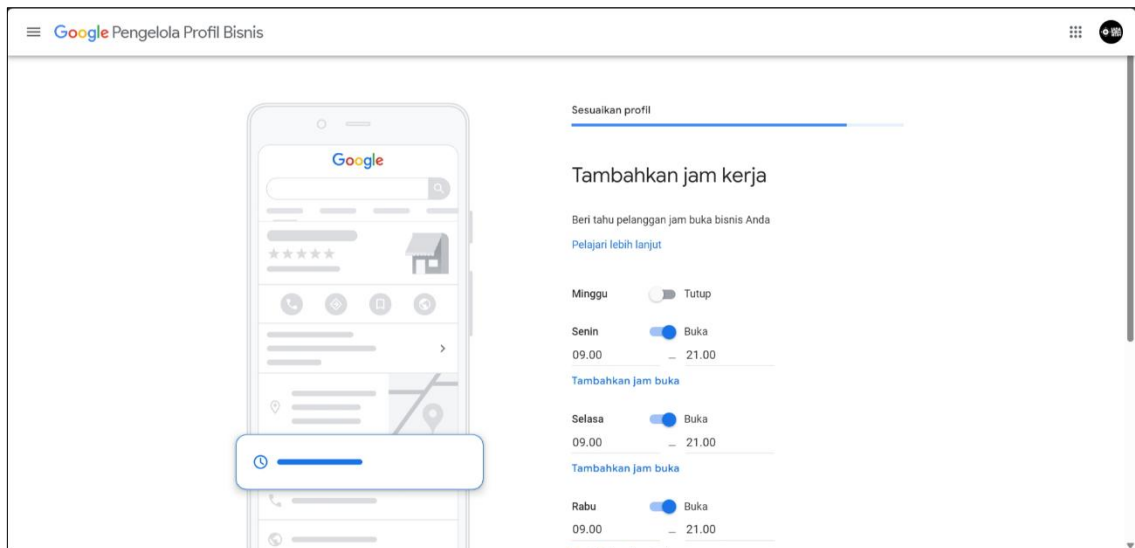 Google Pengelola Profil Bisnis
Sesuaikan profil
Google
Tambahkan jam kerja
Beri tahu pelanggan jam buka bisnis Anda
Pelajari lebih lanjut
Minggu Tutup
Senin Buka
09.00 – 21.00
Tambahkan jam buka
Selasa Buka
09.00 – 21.00
Tambahkan jam buka
Rabu Buka
09.00 – 21.00